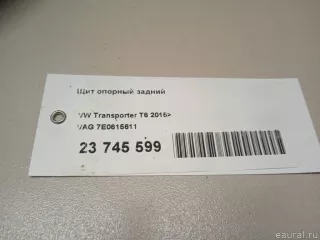 Щит опорный задний
VW Transporter T6 2015>
VAG 7E0615611
23 745 599
eaural.ru©